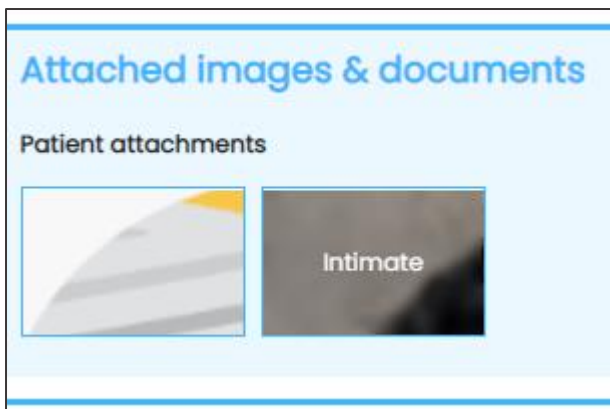 Attached images & documents
Patient attachments
Intimate